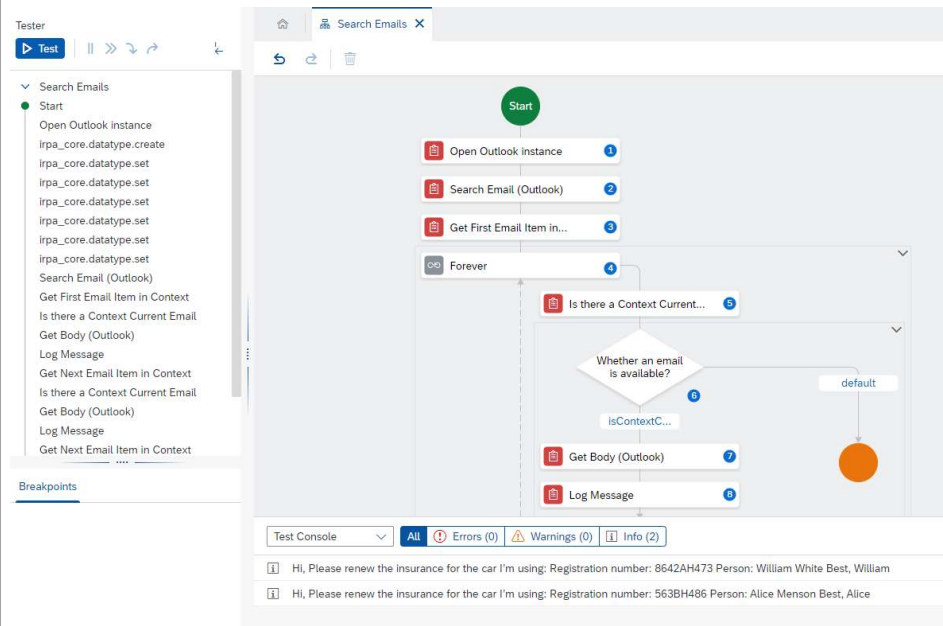 Tester
Test
Search Emails
Start
Open Outlook instance
irpa_core.datatype.create
irpa_core.datatype.set
irpa_core.datatype.set
irpa_core.datatype.set
irpa_core.datatype.set
irpa_core.datatype.set
irpa_core.datatype.set
Search Email (Outlook)
Get First Email Item in Context
Is there a Context Current Email
Get Body (Outlook)
Log Message
Get Next Email Item in Context
Is there a Context Current Email
Get Body (Outlook)
Log Message
Get Next Email Item in Context
Breakpoints
Search Emails
Start
Open Outlook instance 1
Search Email (Outlook) 2
Get First Email Item in... 3
Forever 4
Is there a Context Current... 5
Whether an email
is available?
6
default
isContextC...
Get Body (Outlook) 7
Log Message 8
Test Console All Errors (0) Warnings (0) Info (2)
Hi, Please renew the insurance for the car I'm using: Registration number: 8642AH473 Person: William White Best, William
Hi, Please renew the insurance for the car I'm using: Registration number: 563BH486 Person: Alice Menson Best, Alice